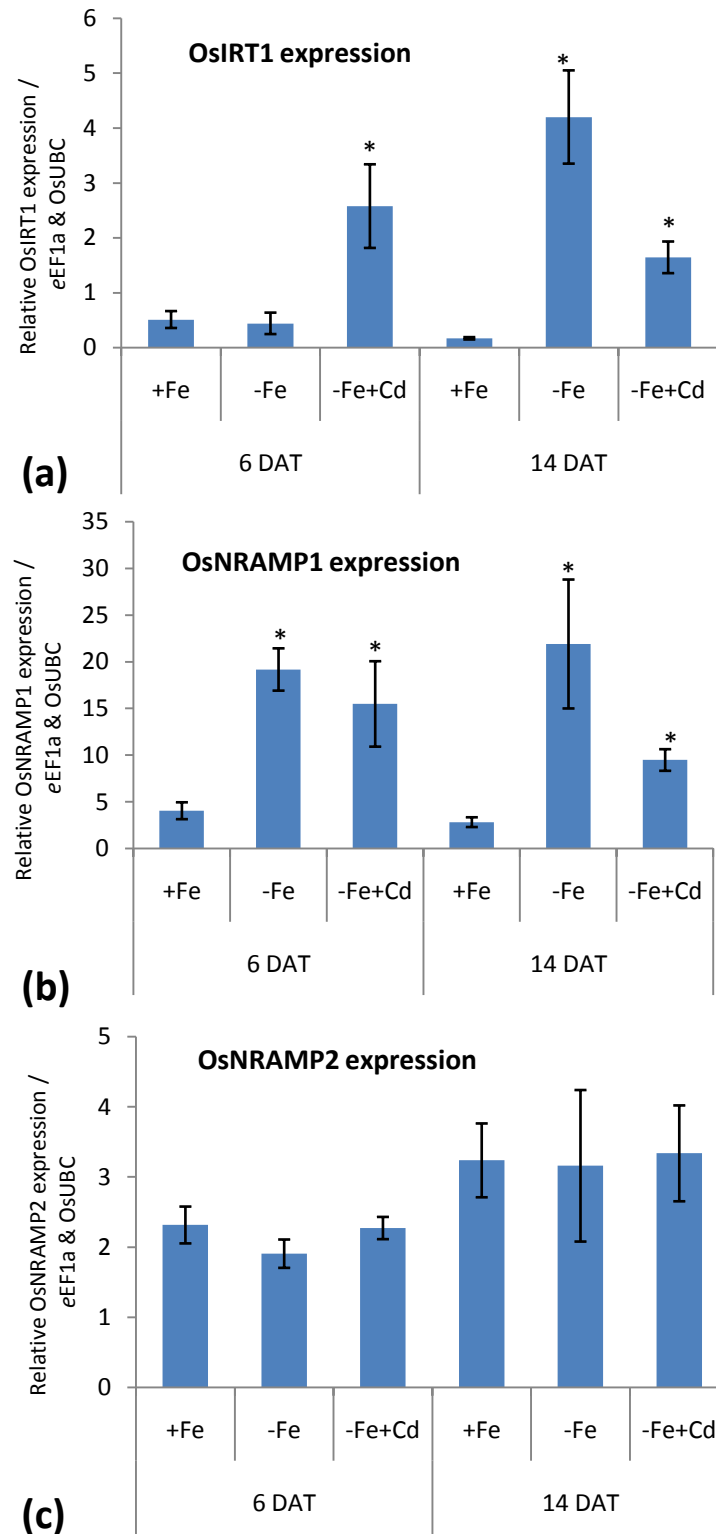 OsIRT1 expression
Relative OsIRT1 expression /
eEF1a & OsUBC
6
5
4
3
2
1
0
* * *
+Fe -Fe -Fe+Cd +Fe -Fe -Fe+Cd
6 DAT 14 DAT
(a)
OsNRAMP1 expression
Relative OsNRAMP1 expression /
eEF1a & OsUBC
35
30
25
20
15
10
5
0
* * * *
+Fe -Fe -Fe+Cd +Fe -Fe -Fe+Cd
6 DAT 14 DAT
(b)
OsNRAMP2 expression
Relative OsNRAMP2 expression /
eEF1a & OsUBC
5
4
3
2
1
0
+Fe -Fe -Fe+Cd +Fe -Fe -Fe+Cd
6 DAT 14 DAT
(c)